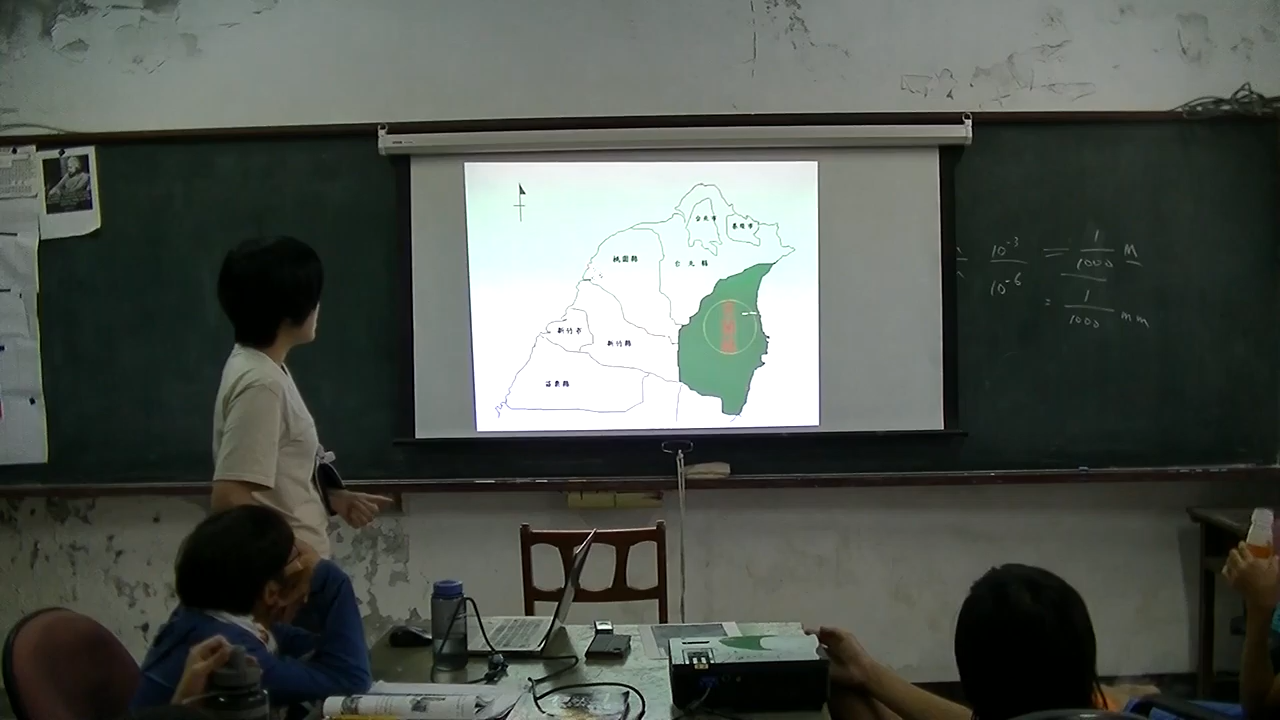 台北市
基隆市
桃園縣
台北縣
新竹市
新竹縣
苗栗縣
10⁻³
10⁻⁶
= 1/1000 M
= 1/1000 mm